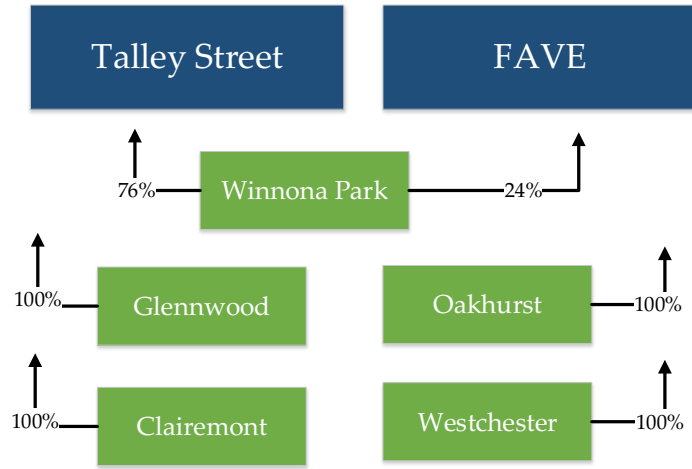 Talley Street
FAVE
76%
Winnona Park
24%
100%
Glennwood
Oakhurst
100%
100%
Clairemont
Westchester
100%